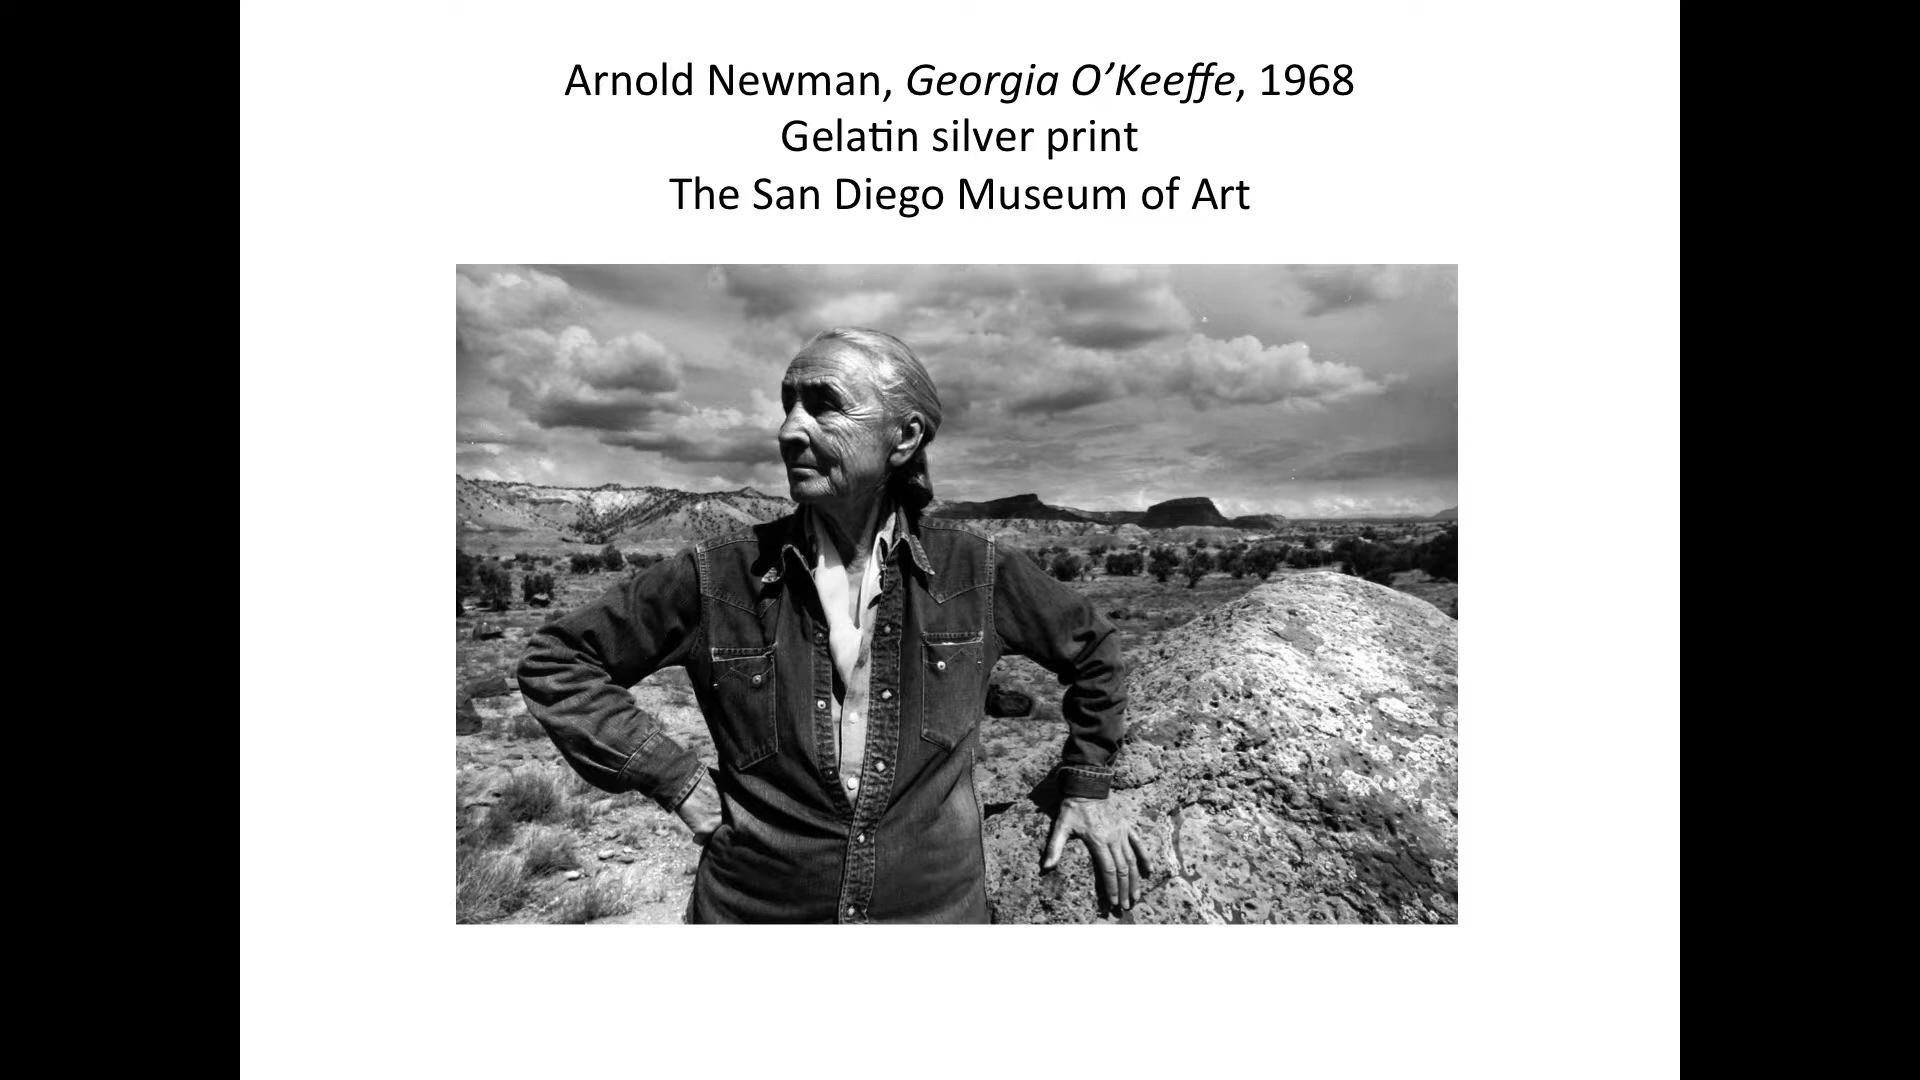 Arnold Newman, Georgia O’Keeffe, 1968
Gelatin silver print
The San Diego Museum of Art